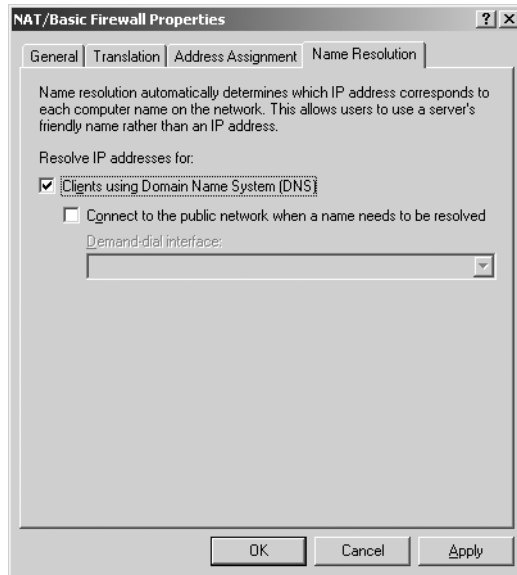 NAT/Basic Firewall Properties
General Translation Address Assignment Name Resolution
Name resolution automatically determines which IP address corresponds to
each computer name on the network. This allows users to use a server's
friendly name rather than an IP address.
Resolve IP addresses for:
Clients using Domain Name System (DNS)
Connect to the public network when a name needs to be resolved
Demand-dial interface:
OK Cancel Apply